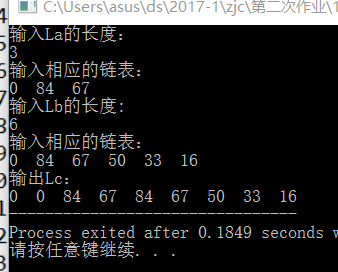 C:\Users\asus\ds\2017-1\zjc\第二次作业\1
输入La的长度:
3
输入相应的链表:
0 84 67
输入Lb的长度:
6
输入相应的链表:
0 84 67 50 33 16
输出Lc:
0 0 84 67 84 67 50 33 16
--------------------------------
Process exited after 0.1849 seconds w
请按任意键继续. . .